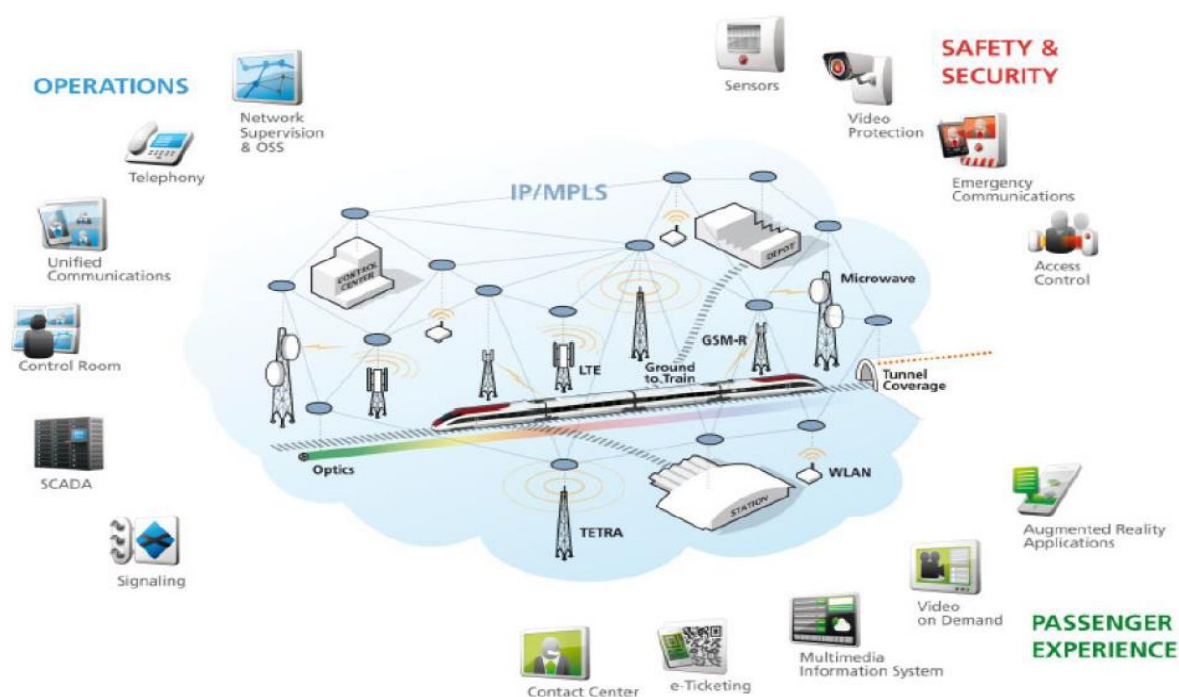 OPERATIONS
Network
Supervision
& OSS
Telephony
Unified
Communications
Control Room
SCADA
Signaling
Sensors
Video
Protection
SAFETY &
SECURITY
Emergency
Communications
Access
Control
IP/MPLS
CONTROL
CENTER
DEPOT
Microwave
GSM-R
LTE
Ground
to Train
Tunnel
Coverage
Optics
WLAN
STATION
TETRA
Augmented Reality
Applications
Video
on Demand
Multimedia
Information System
e-Ticketing
Contact Center
PASSENGER
EXPERIENCE